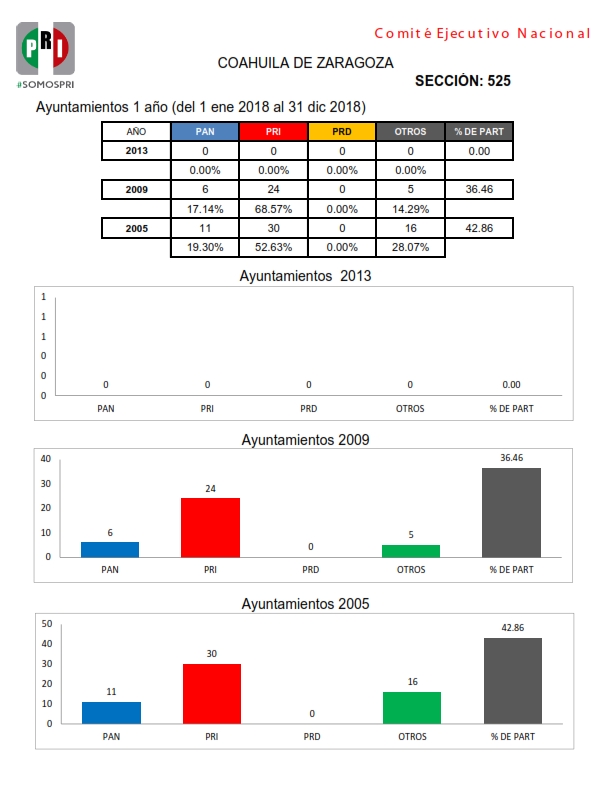 Comité Ejecutivo Nacional
PRI
#SOMOSPRI
COAHUILA DE ZARAGOZA
SECCIÓN: 525
Ayuntamientos 1 año (del 1 ene 2018 al 31 dic 2018)
AÑO PAN PRI PRD OTROS % DE PART
2013 0 0 0 0 0.00
0.00% 0.00% 0.00% 0.00%
2009 6 24 0 5 36.46
17.14% 68.57% 0.00% 14.29%
2005 11 30 0 16 42.86
19.30% 52.63% 0.00% 28.07%
Ayuntamientos 2013
1
1
1
0
0
0
0 0 0 0 0.00
PAN PRI PRD OTROS % DE PART
Ayuntamientos 2009
40
30
20
10
0
6 24 0 5 36.46
PAN PRI PRD OTROS % DE PART
Ayuntamientos 2005
50
40
30
20
10
0
11 30 0 16 42.86
PAN PRI PRD OTROS % DE PART